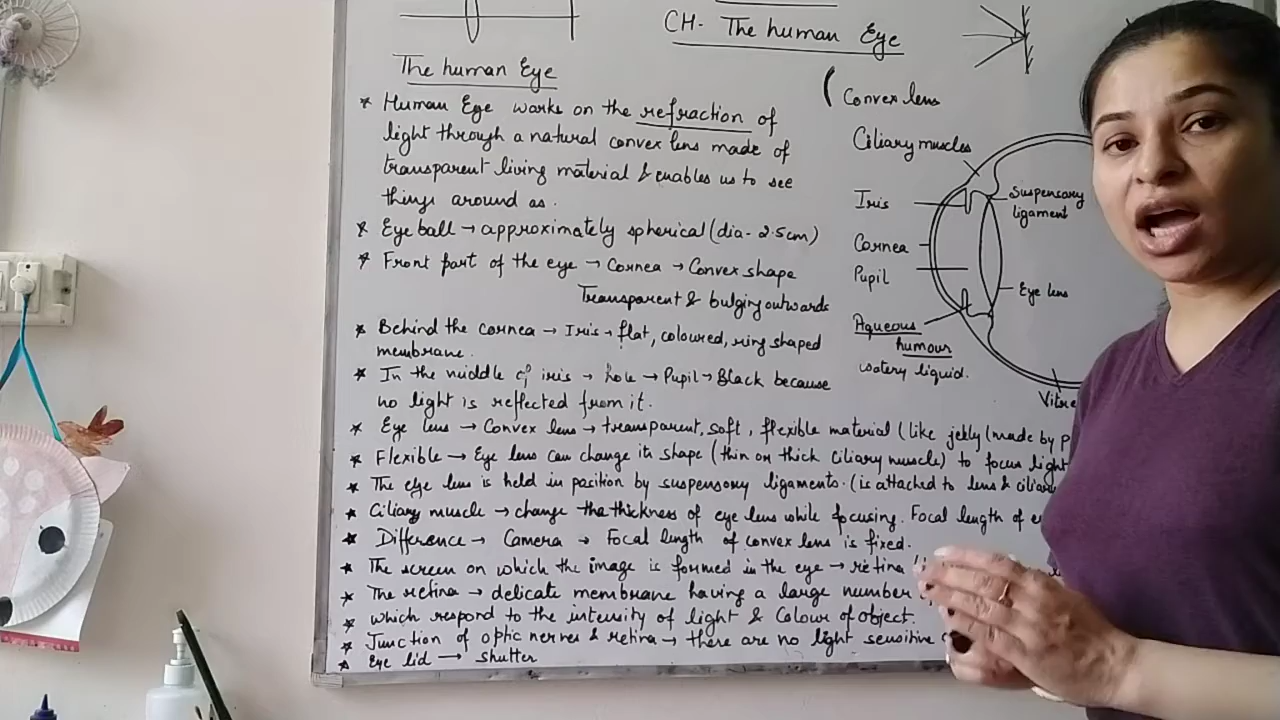 CH- The human Eye
The human Eye
* Human Eye works on the refraction of
light through a natural convex lens made of
transparent living material & enables us to see
things around as.
* Eye ball → approximately spherical (dia- 2.5cm)
* Front part of the eye → Cornea → Convex shape
Transparent & bulging outwards
* Behind the cornea → Iris → flat, coloured, ring shaped
membrane.
* In the middle of iris → hole → Pupil → Black because
no light is reflected from it.
* Eye lens → Convex lens → transparent, soft, flexible material (like jelly (made by p
* Flexible → Eye lens can change its shape (thin or thick ciliary muscle) to focus light
* The eye lens is held in position by suspensory ligaments. (is attached to lens & ciliary
* Ciliary muscle → change the thickness of eye lens while focusing. Focal length of e
* Difference → Camera → Focal length of convex lens is fixed.
* The screen on which the image is formed in the eye → retina
* The retina → delicate membrane having a large number
* which respond to the intensity of light & Colour of object.
* Junction of optic nerves & retina → there are no light sensitive
* Eye lid → shutter
(Convex lens
Ciliary muscles
Iris
Suspensory
ligament
Cornea
Pupil
Eye lens
Aqueous
humour
watery liquid.
Vitre